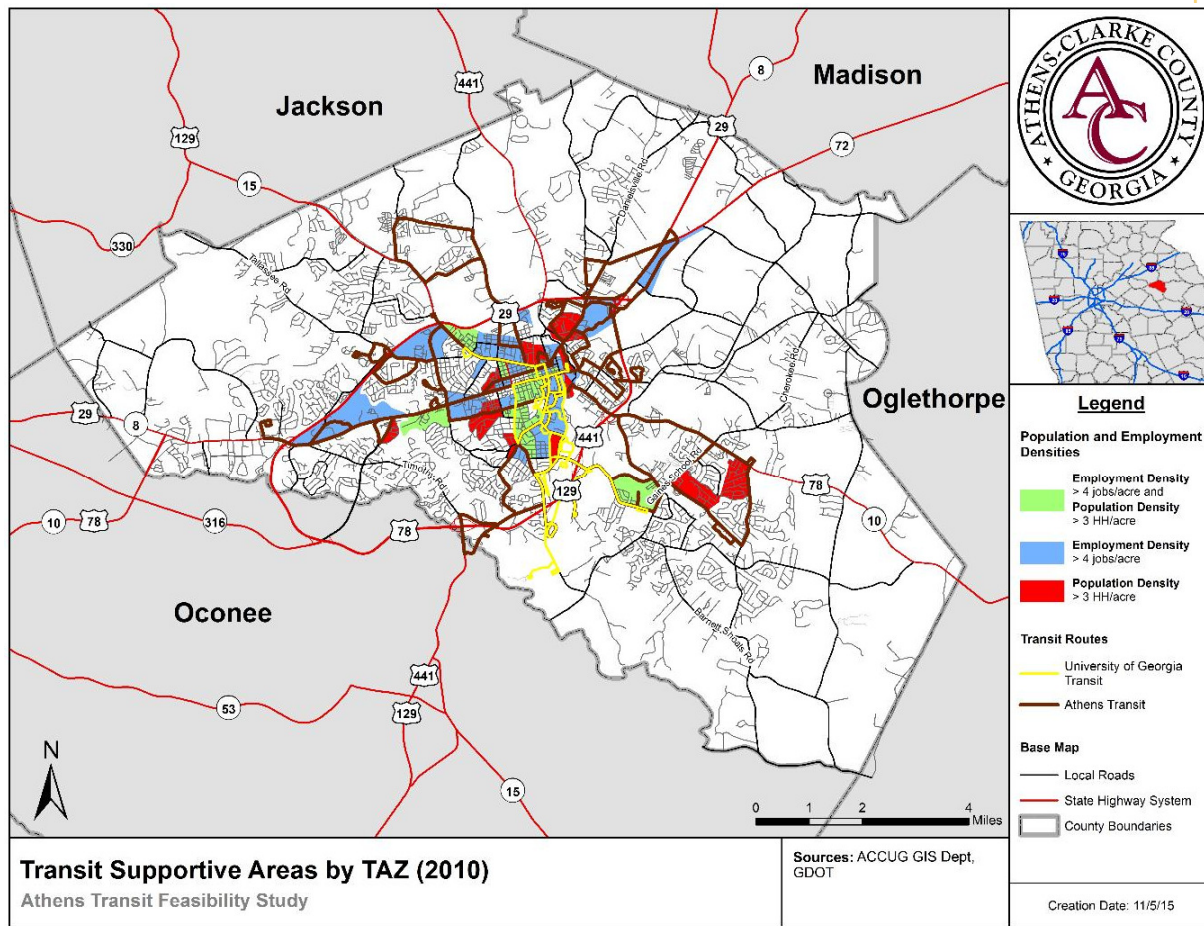 Jackson
Madison
Oglethorpe
Oconee
441
8
29
129
72
15
330
29
29
8
441
129
78
10
78
316
10
78
441
129
53
15
Tallassee Rd
Danielsville Rd
Cherokee Rd
Timothy Rd
Gaines School Rd
Barnett Shoals Rd
N
0 1 2 4
Miles
ATHENS-CLARKE COUNTY
AC
GEORGIA
Legend
Population and Employment
Densities
Employment Density
> 4 jobs/acre and
Population Density
> 3 HH/acre
Employment Density
> 4 jobs/acre
Population Density
> 3 HH/acre
Transit Routes
University of Georgia
Transit
Athens Transit
Base Map
Local Roads
State Highway System
County Boundaries
Transit Supportive Areas by TAZ (2010)
Athens Transit Feasibility Study
Sources: ACCUG GIS Dept,
GDOT
Creation Date: 11/5/15